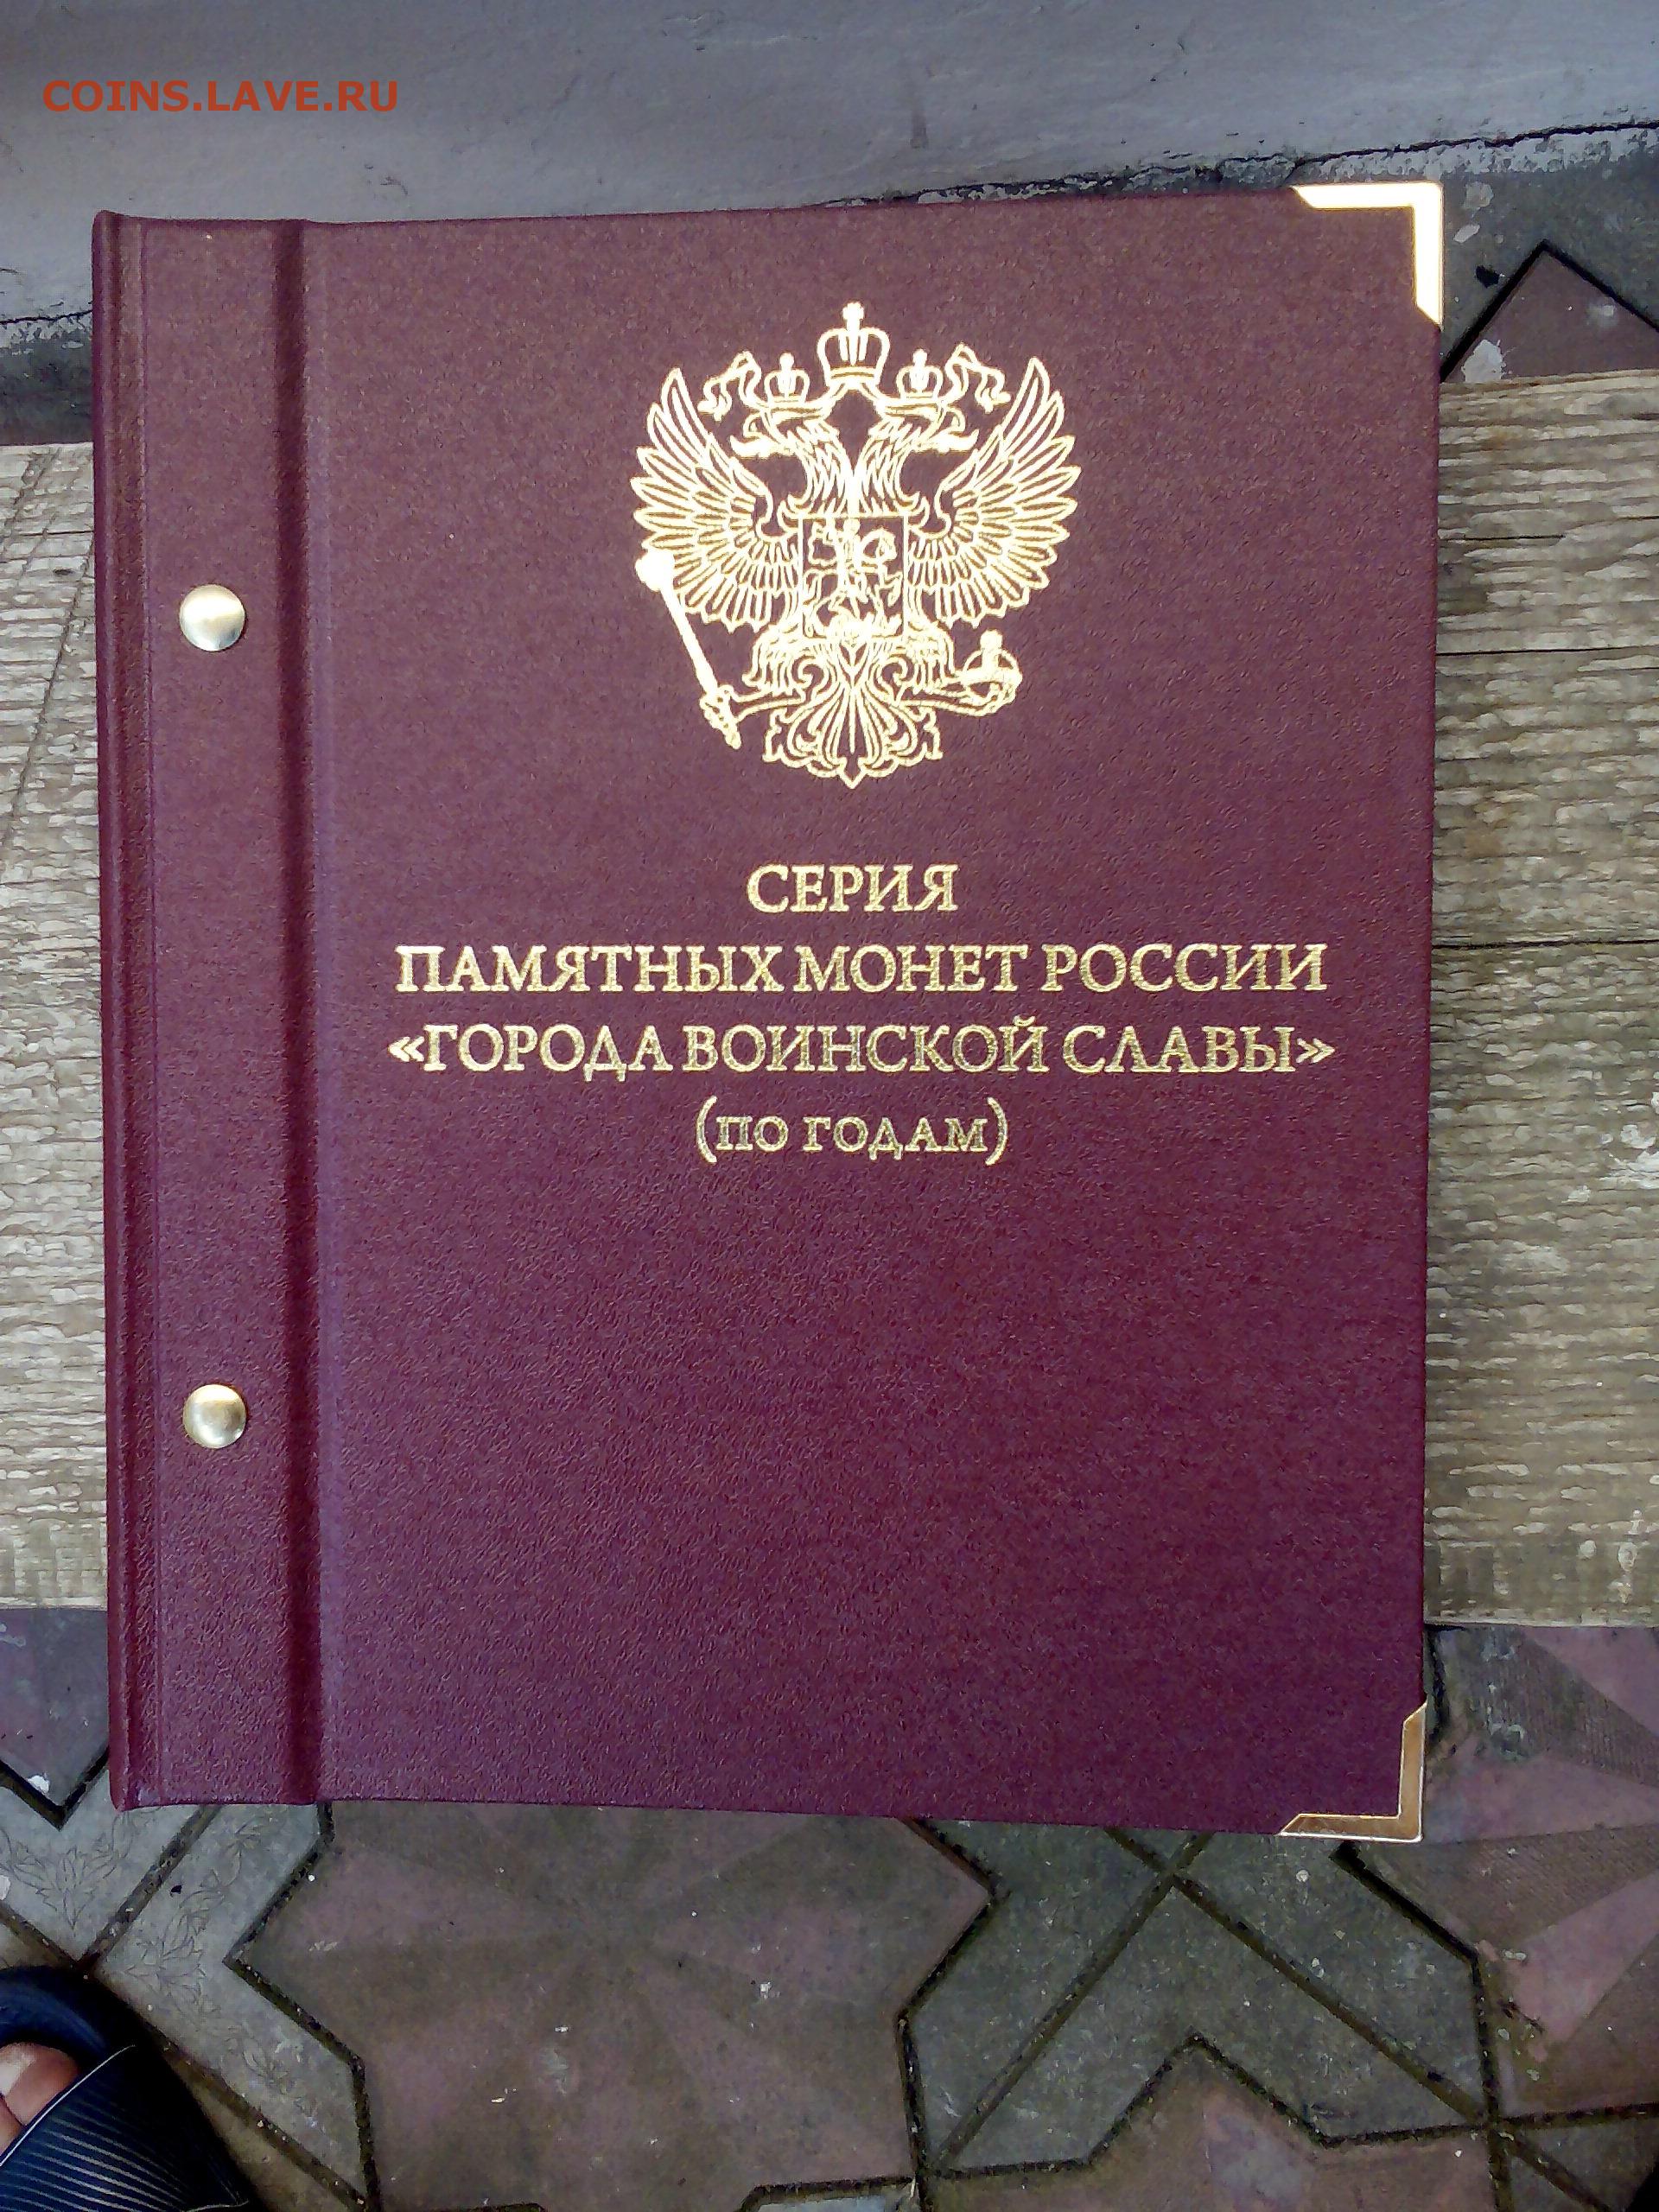 COINS.LAVE.RU
СЕРИЯ
ПАМЯТНЫХ МОНЕТ РОССИИ
«ГОРОДА ВОИНСКОЙ СЛАВЫ»
(ПО ГОДАМ)